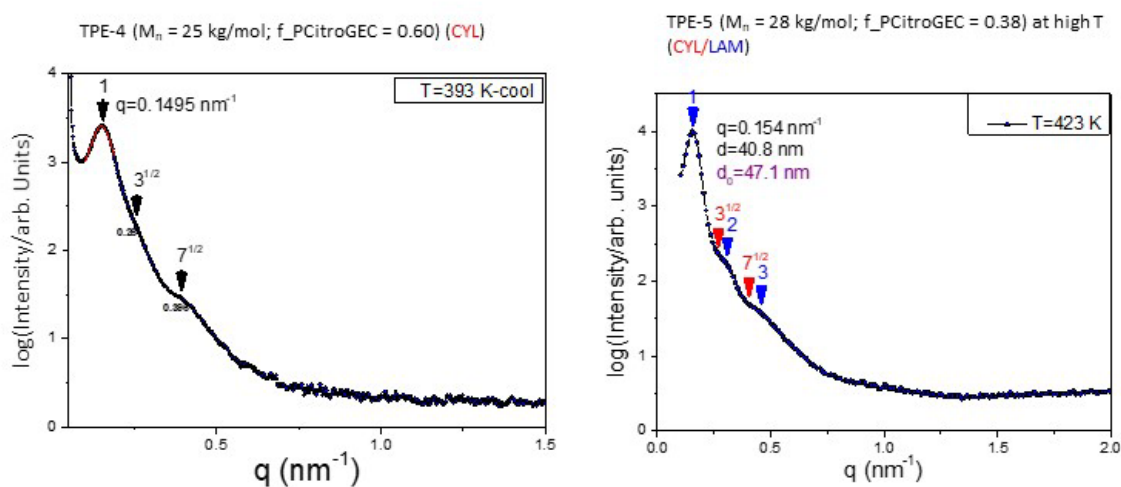 TPE-4 (Mₙ = 25 kg/mol; f_PCitroGEC = 0.60) (CYL)
4
3
2
1
0
log(Intensity/arb. Units)
1
q=0.1495 nm⁻¹
3¹/²
7¹/²
0.396
T=393 K-cool
0.5
1.0
1.5
q (nm⁻¹)
TPE-5 (Mₙ = 28 kg/mol; f_PCitroGEC = 0.38) at high T
(CYL/LAM)
4
3
2
1
0
log(Intensity/arb. units)
1
q=0.154 nm⁻¹
d=40.8 nm
d₀=47.1 nm
3¹/²
2
7¹/²
3
T=423 K
0.0
0.5
1.0
1.5
2.0
q (nm⁻¹)